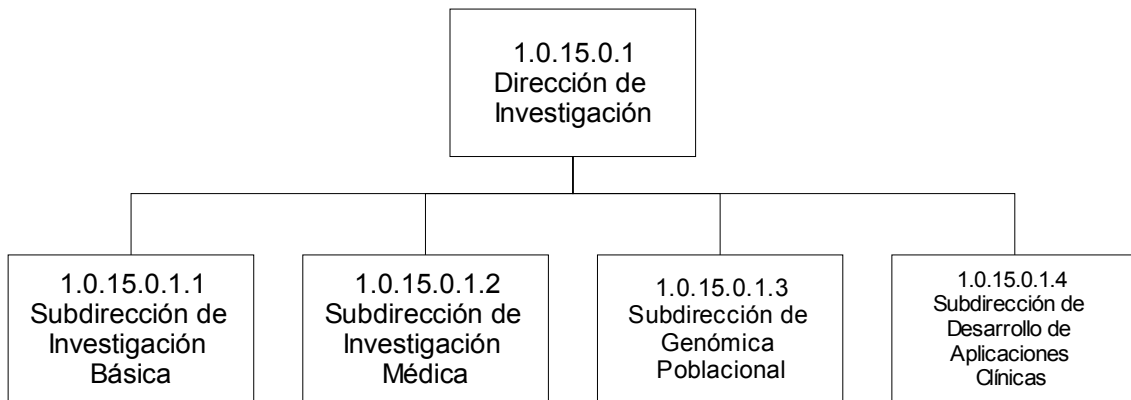 1.0.15.0.1
Dirección de
Investigación
1.0.15.0.1.1
Subdirección de
Investigación
Básica
1.0.15.0.1.2
Subdirección de
Investigación
Médica
1.0.15.0.1.3
Subdirección de
Genómica
Poblacional
1.0.15.0.1.4
Subdirección de
Desarrollo de
Aplicaciones
Clínicas